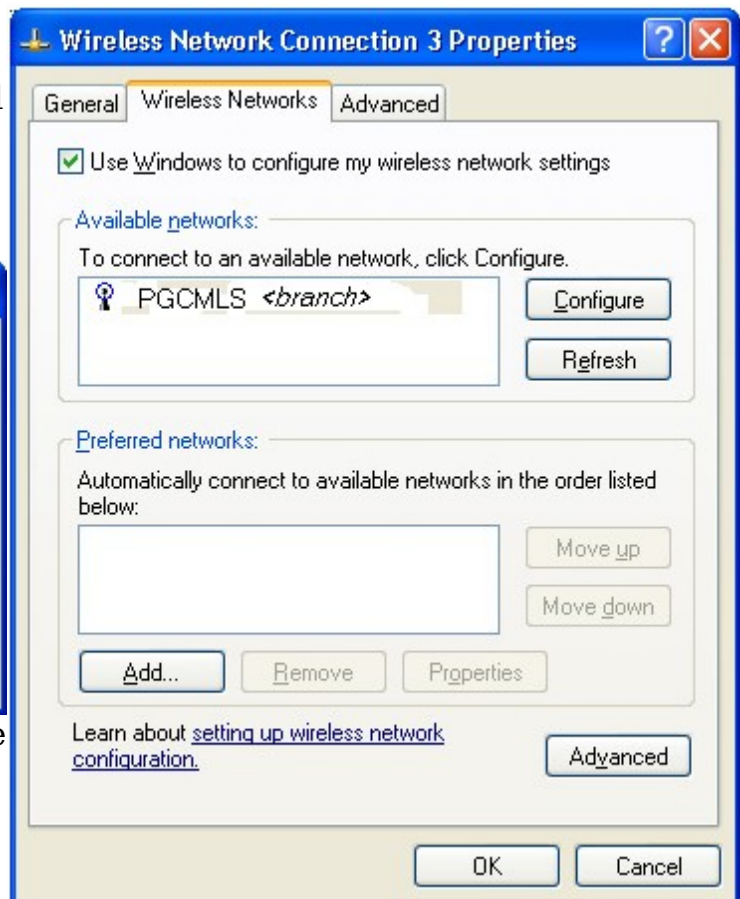 Wireless Network Connection 3 Properties
General Wireless Networks Advanced
Use Windows to configure my wireless network settings
Available networks:
To connect to an available network, click Configure.
PGCMLS <branch>
Configure
Refresh
Preferred networks:
Automatically connect to available networks in the order listed
below:
Move up
Move down
Add... Remove Properties
Learn about setting up wireless network
configuration.
Advanced
OK Cancel